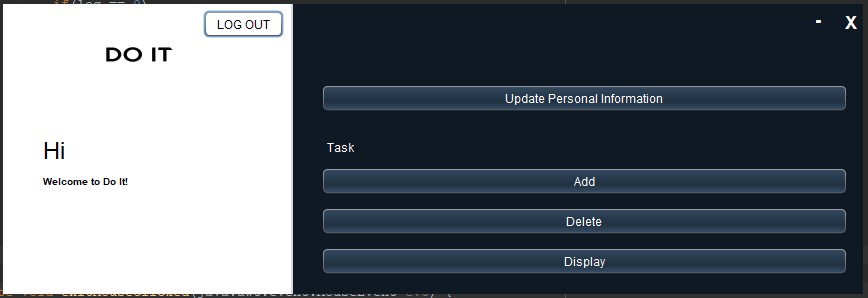 LOG OUT
DO IT
Hi
Welcome to Do It!
- X
Update Personal Information
Task
Add
Delete
Display